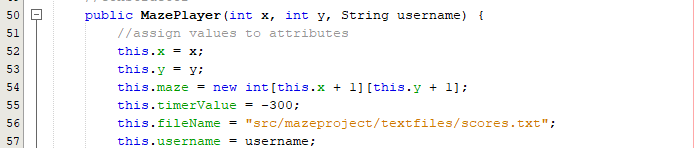 50 public MazePlayer(int x, int y, String username) {
51 //assign values to attributes
52 this.x = x;
53 this.y = y;
54 this.maze = new int[this.x + 1][this.y + 1];
55 this.timerValue = -300;
56 this.fileName = "src/mazeproject/textfiles/scores.txt";
57 this.username = username;